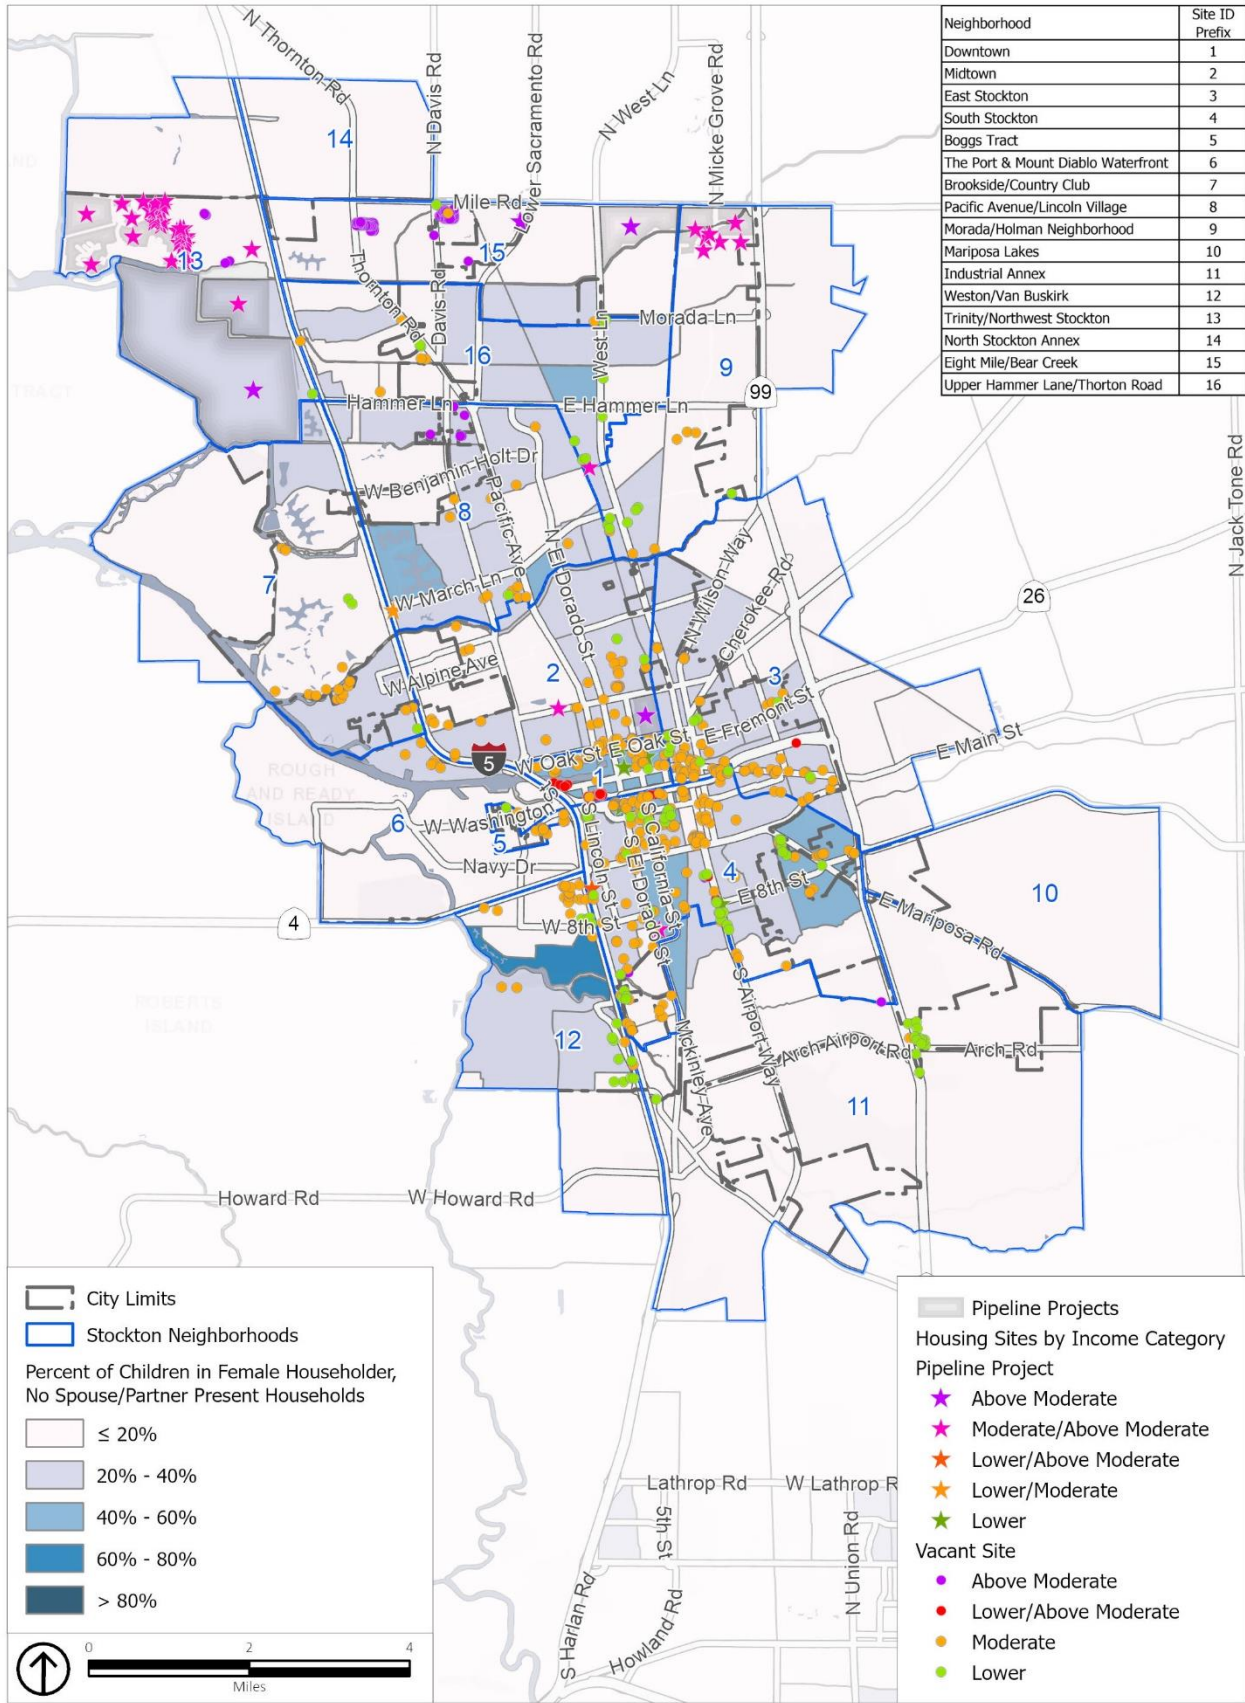 Neighborhood Site ID Prefix
Downtown 1
Midtown 2
East Stockton 3
South Stockton 4
Boggs Tract 5
The Port & Mount Diablo Waterfront 6
Brookside/Country Club 7
Pacific Avenue/Lincoln Village 8
Morada/Holman Neighborhood 9
Mariposa Lakes 10
Industrial Annex 11
Weston/Van Buskirk 12
Trinity/Northwest Stockton 13
North Stockton Annex 14
Eight Mile/Bear Creek 15
Upper Hammer Lane/Thorton Road 16
N Thornton Rd
N Davis Rd
Lower Sacramento Rd
N West Ln
N Micke Grove Rd
14
Mile Rd
13
15
Thornton Rd
Davis Rd
West Ln
Morada Ln
16
9
TRACT
Hammer Ln
E Hammer Ln
99
W Benjamin Holt Dr
8
Pacific Ave
N El Dorado St
N Jack Tone Rd
7
W March Ln
N Wilson Way
Cherokee Rd
26
W Alpine Ave
2
3
E Fremont St
W Oak St
E Oak St
E Main St
5
ROUGH
AND READY
ISLAND
1
6
W Washington St
5
S Lincoln St
S California St
S El Dorado St
Navy Dr
4
E 8th St
10
E Mariposa Rd
4
W 8th St
ROBERTS
ISLAND
12
S Airport Way
Mckinley Ave
Arch Airport Rd
Arch Rd
11
Howard Rd
W Howard Rd
Lathrop Rd
W Lathrop R
5th St
N Union Rd
S Harlan Rd
Howland Rd
City Limits
Stockton Neighborhoods
Percent of Children in Female Householder,
No Spouse/Partner Present Households
≤ 20%
20% - 40%
40% - 60%
60% - 80%
> 80%
0 2 4
Miles
Pipeline Projects
Housing Sites by Income Category
Pipeline Project
Above Moderate
Moderate/Above Moderate
Lower/Above Moderate
Lower/Moderate
Lower
Vacant Site
Above Moderate
Lower/Above Moderate
Moderate
Lower